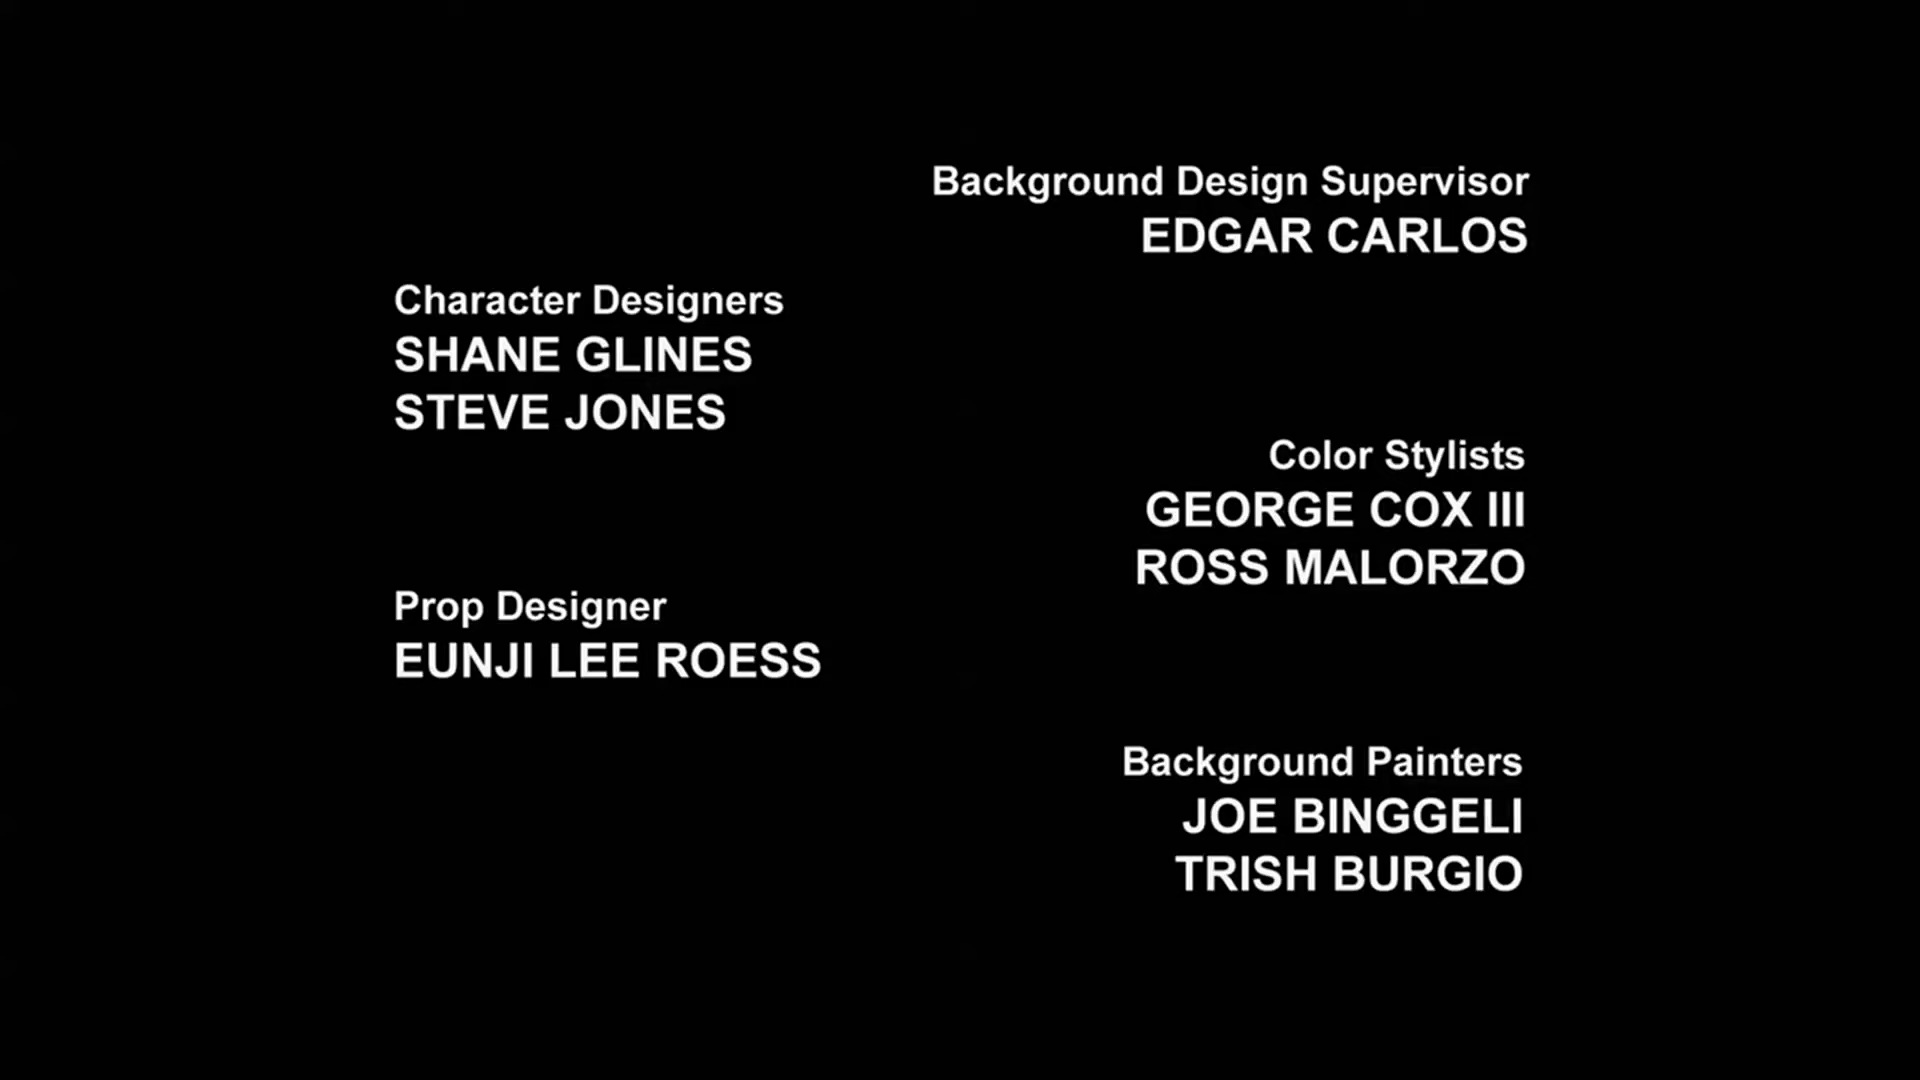 Character Designers
SHANE GLINES
STEVE JONES
Prop Designer
EUNJI LEE ROESS
Background Design Supervisor
EDGAR CARLOS
Color Stylists
GEORGE COX III
ROSS MALORZO
Background Painters
JOE BINGGELI
TRISH BURGIO